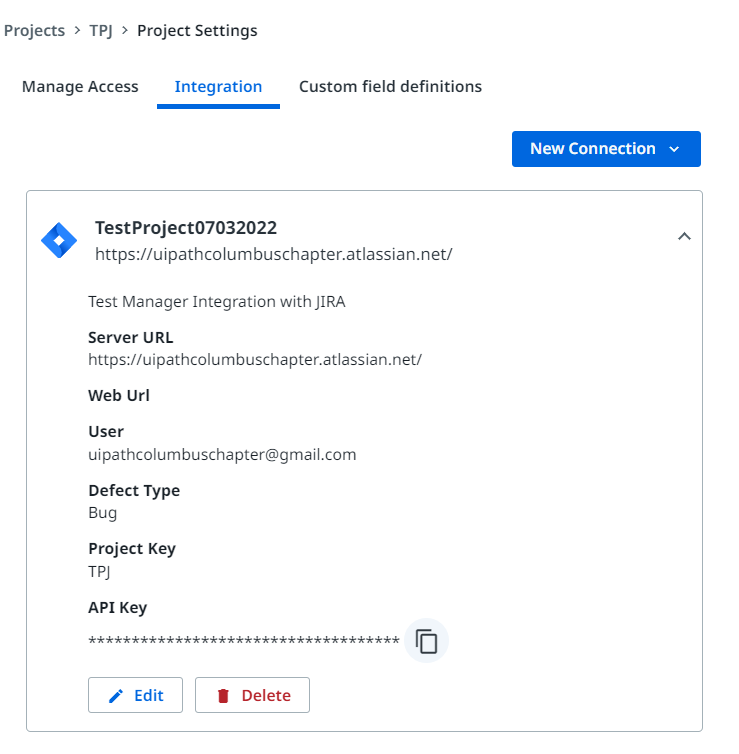 Projects > TPJ > Project Settings
Manage Access Integration Custom field definitions
New Connection
TestProject07032022
https://uipathcolumbuschapter.atlassian.net/
Test Manager Integration with JIRA
Server URL
https://uipathcolumbuschapter.atlassian.net/
Web Url
User
uipathcolumbuschapter@gmail.com
Defect Type
Bug
Project Key
TPJ
API Key
************************************
Edit Delete